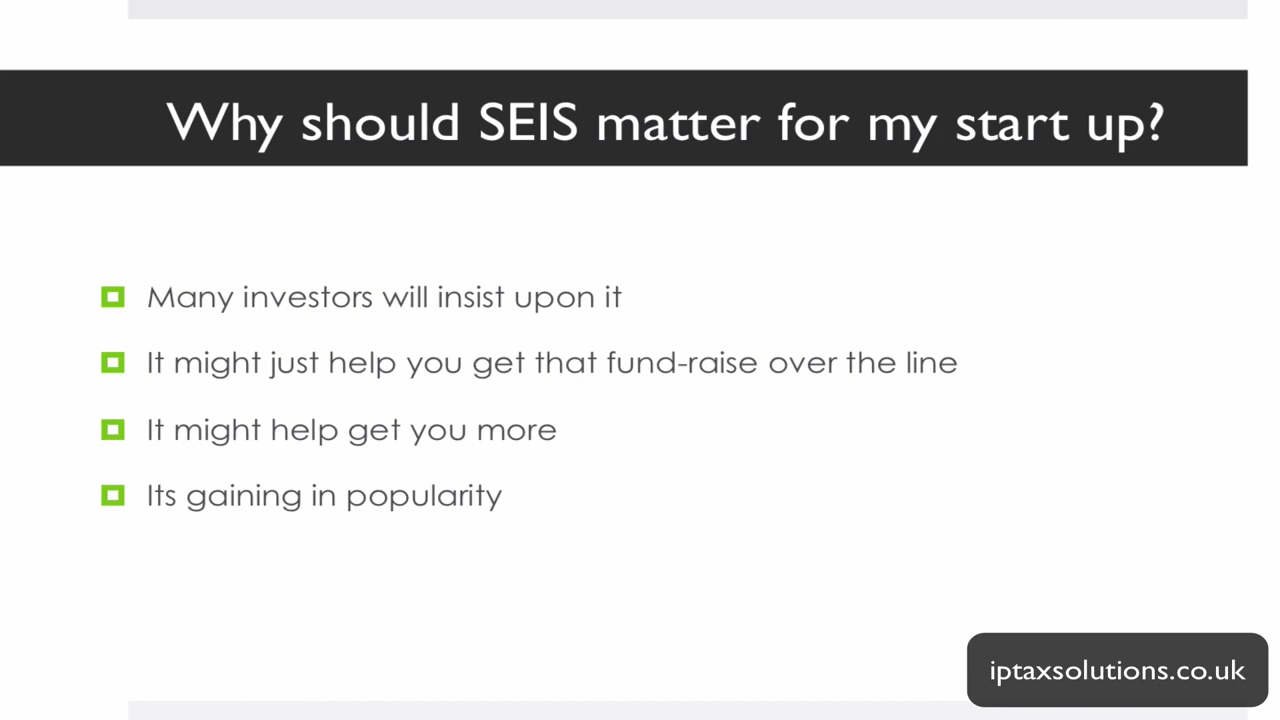 Why should SEIS matter for my start up?
Many investors will insist upon it
It might just help you get that fund-raise over the line
It might help get you more
Its gaining in popularity
iptaxsolutions.co.uk